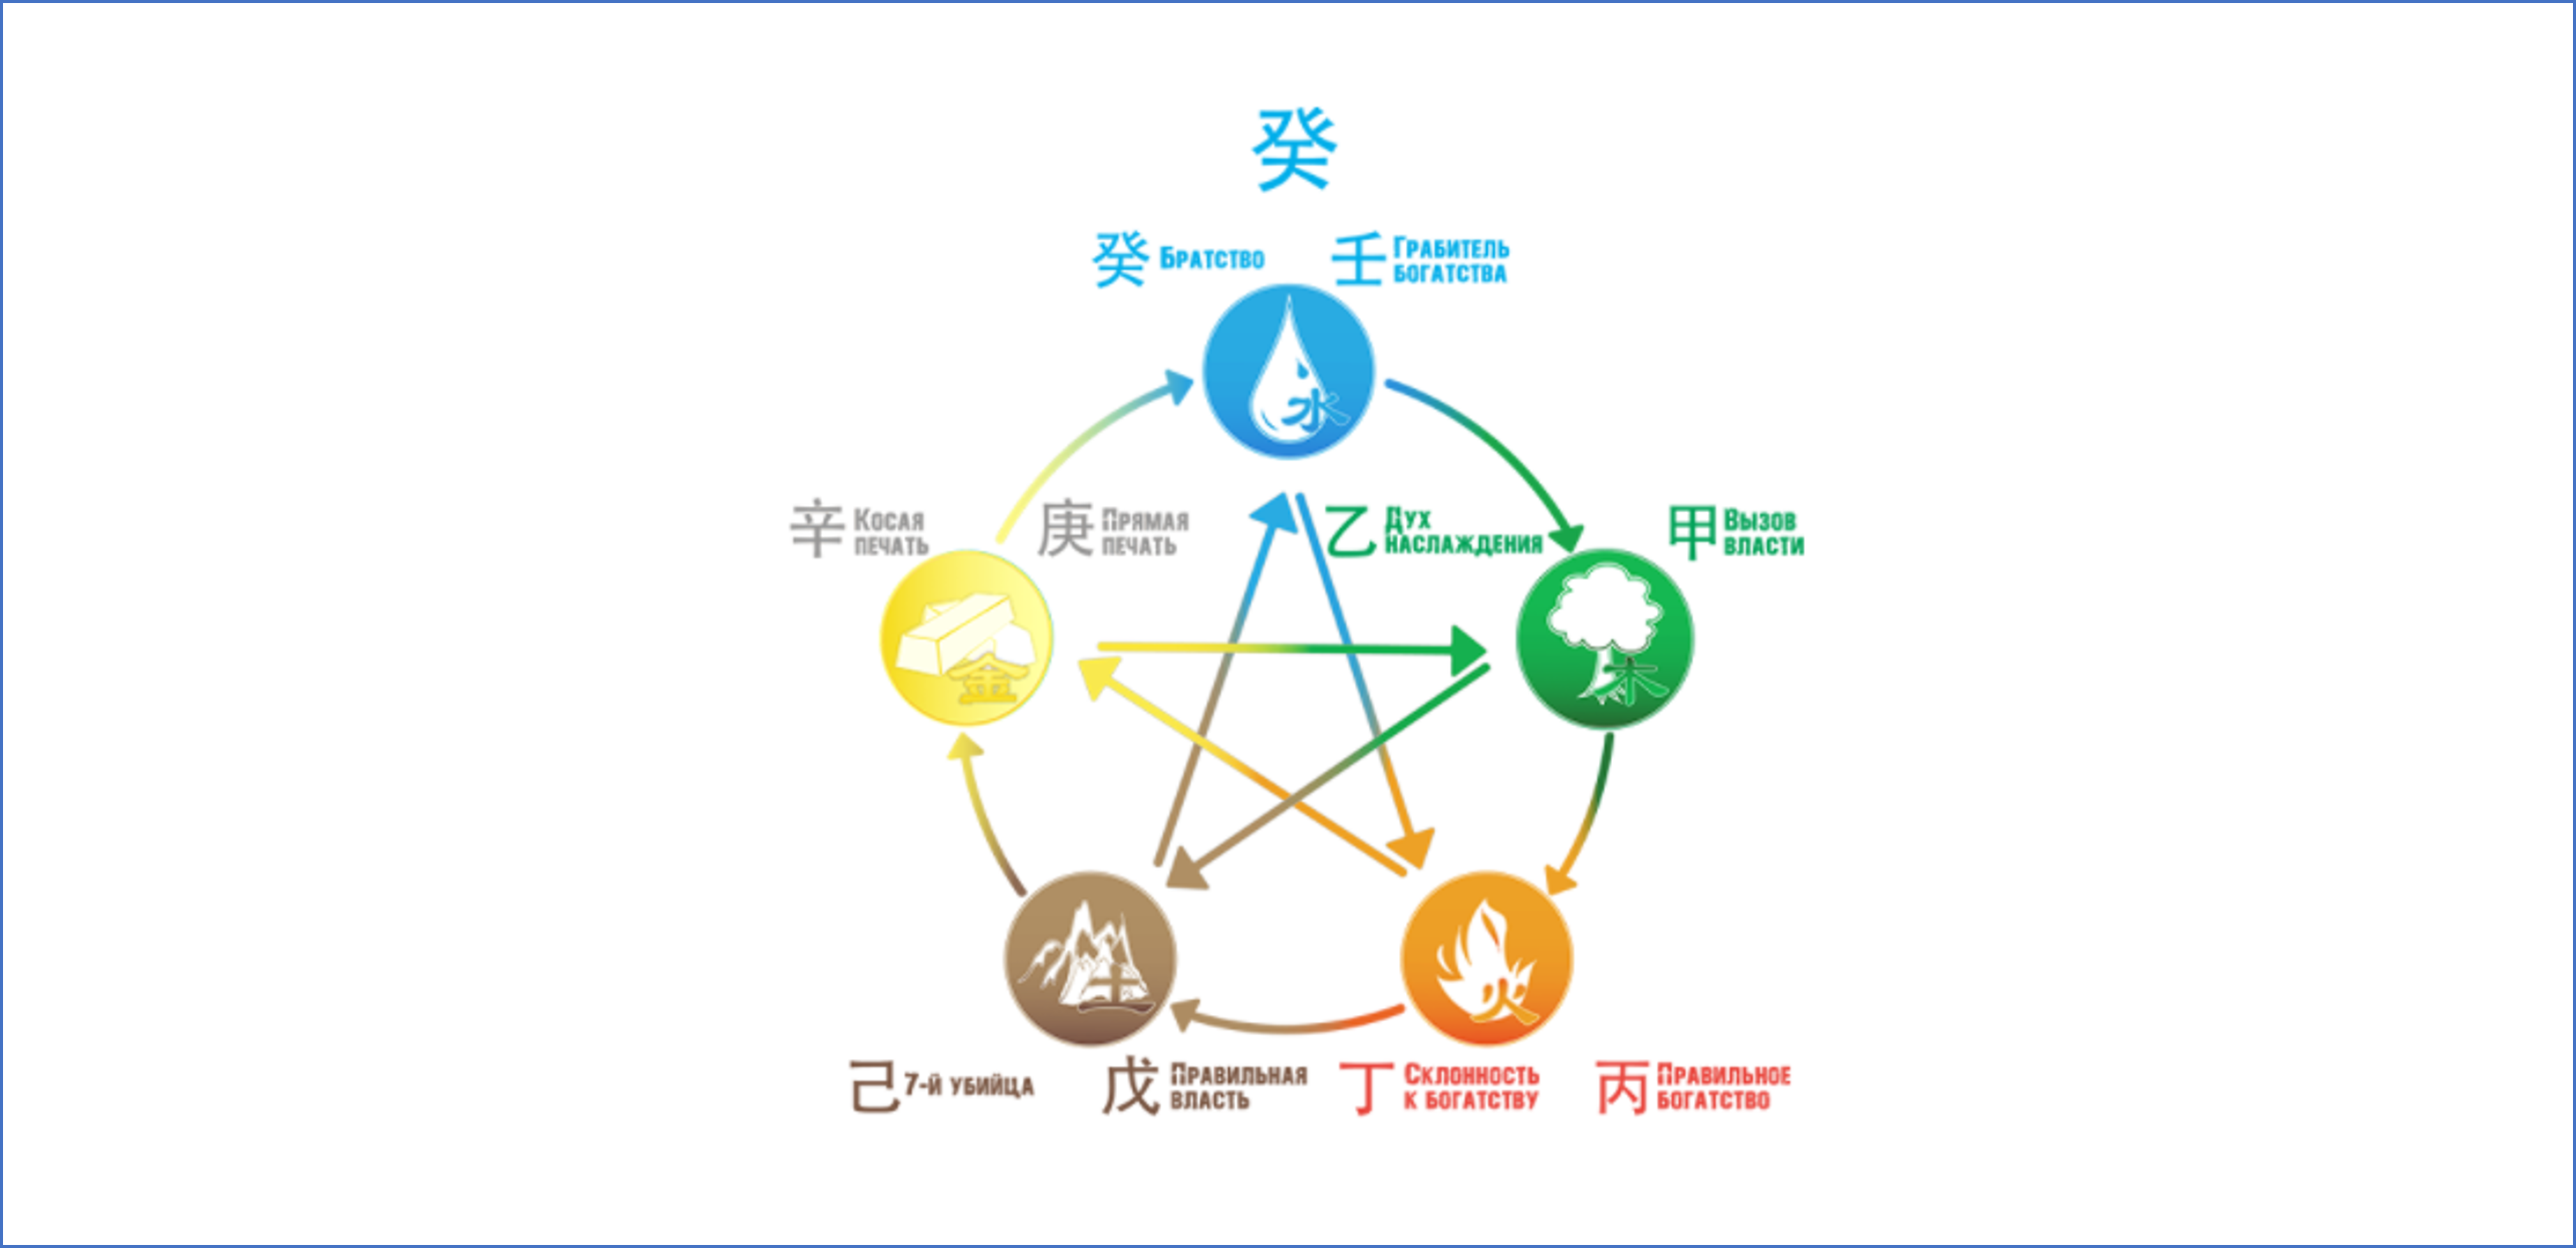 癸
癸 Братство
壬 Грабитель
богатства
水
辛 Косая
печать
庚 Прямая
печать
乙 Дух
наслаждения
甲 Вызов
власти
金
木
土
火
己 7-й убийца
戊 Правильная
власть
丁 Склонность
к богатству
丙 Правильное
богатство